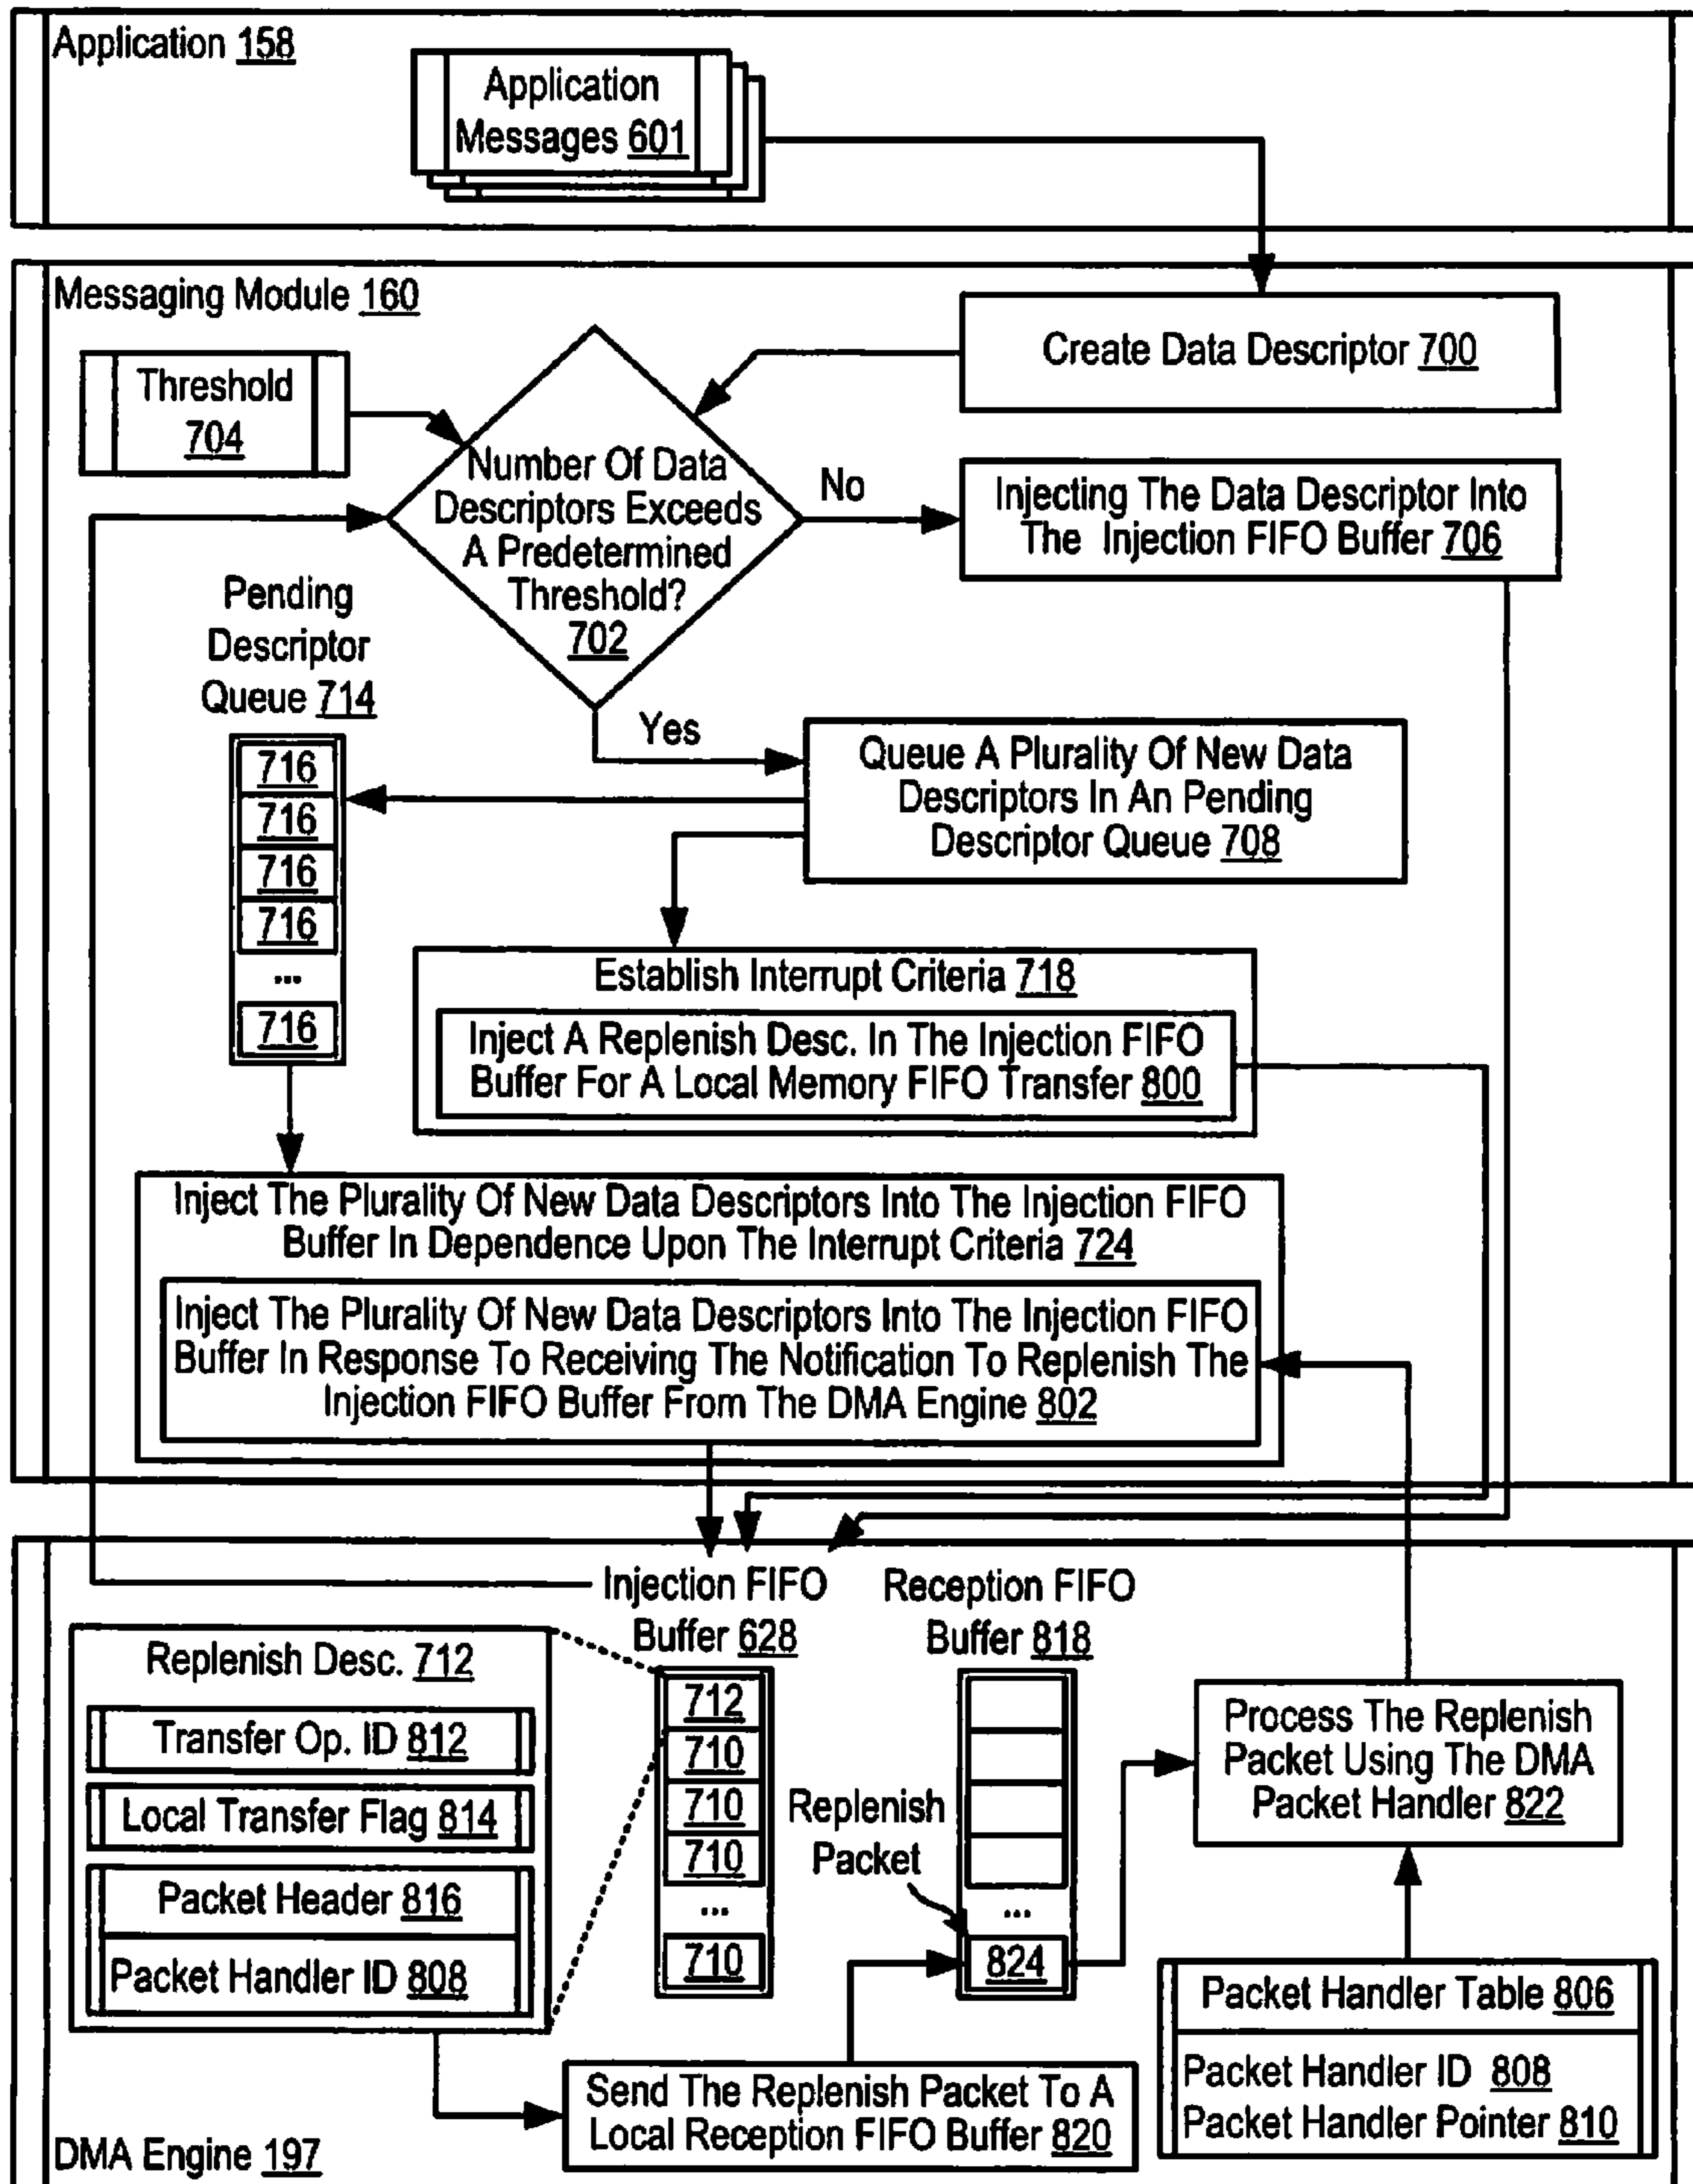 Application 158
Application
Messages 601
Messaging Module 160
Create Data Descriptor 700
Threshold
704
Number Of Data
Descriptors Exceeds
A Predetermined
Threshold?
702
No
Injecting The Data Descriptor Into
The Injection FIFO Buffer 706
Pending
Descriptor
Queue 714
Yes
Queue A Plurality Of New Data
Descriptors In An Pending
Descriptor Queue 708
716
716
716
716
...
716
Establish Interrupt Criteria 718
Inject A Replenish Desc. In The Injection FIFO
Buffer For A Local Memory FIFO Transfer 800
Inject The Plurality Of New Data Descriptors Into The Injection FIFO
Buffer In Dependence Upon The Interrupt Criteria 724
Inject The Plurality Of New Data Descriptors Into The Injection FIFO
Buffer In Response To Receiving The Notification To Replenish The
Injection FIFO Buffer From The DMA Engine 802
Injection FIFO
Buffer 628
Reception FIFO
Buffer 818
Replenish Desc. 712
Transfer Op. ID 812
Local Transfer Flag 814
Packet Header 816
Packet Handler ID 808
712
710
710
710
...
710
Replenish
Packet
...
824
Process The Replenish
Packet Using The DMA
Packet Handler 822
Packet Handler Table 806
Packet Handler ID 808
Packet Handler Pointer 810
Send The Replenish Packet To A
Local Reception FIFO Buffer 820
DMA Engine 197